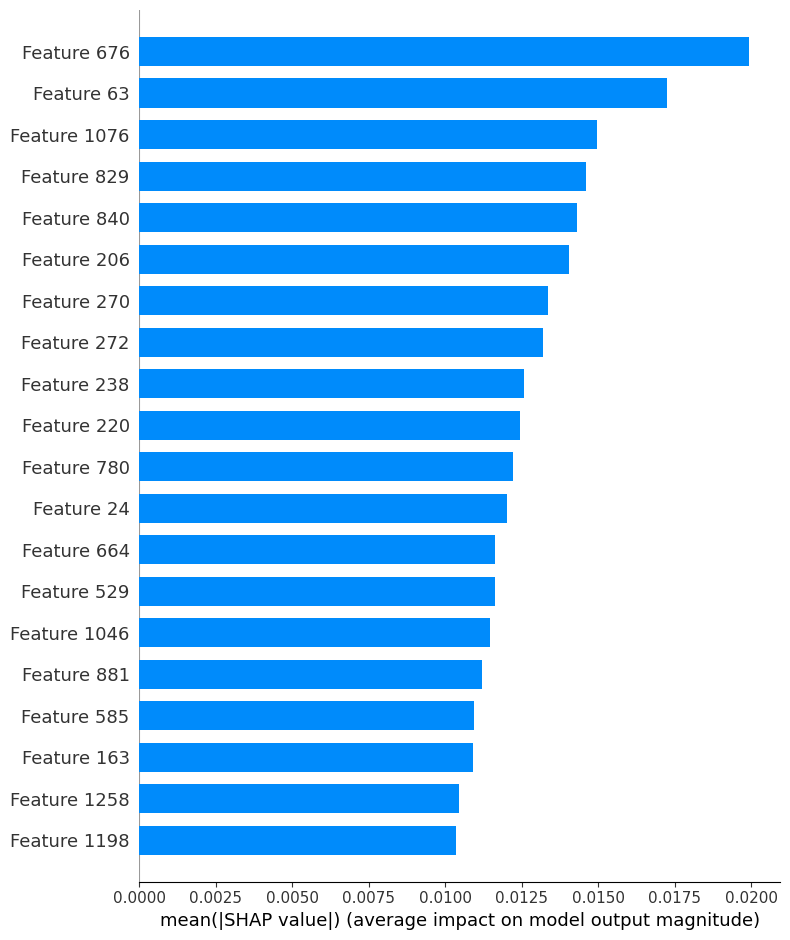 Feature 676
Feature 63
Feature 1076
Feature 829
Feature 840
Feature 206
Feature 270
Feature 272
Feature 238
Feature 220
Feature 780
Feature 24
Feature 664
Feature 529
Feature 1046
Feature 881
Feature 585
Feature 163
Feature 1258
Feature 1198
0.0000 0.0025 0.0050 0.0075 0.0100 0.0125 0.0150 0.0175 0.0200
mean(|SHAP value|) (average impact on model output magnitude)